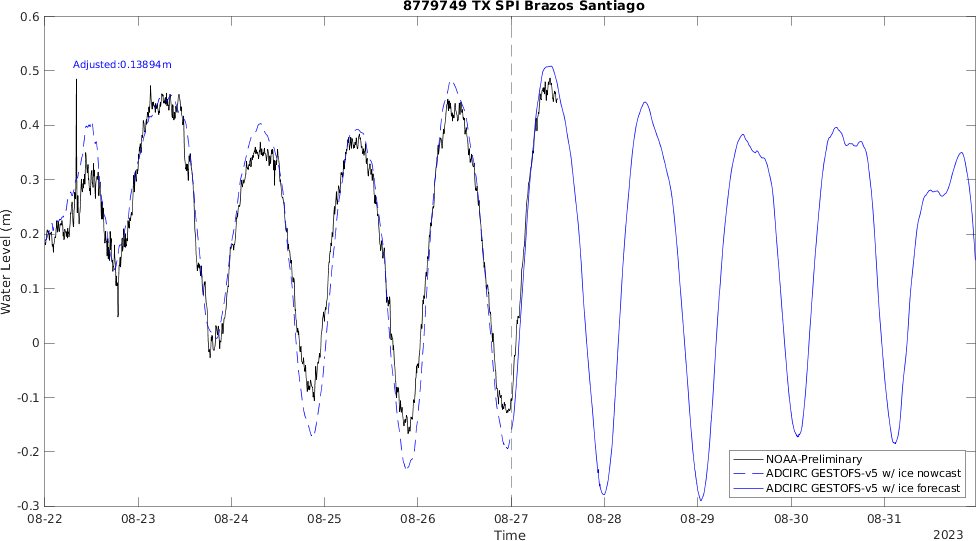 8779749 TX SPI Brazos Santiago
0.6
Adjusted:0.13894m
0.5
0.4
0.3
0.2
0.1
0
-0.1
-0.2
-0.3
Water Level (m)
NOAA-Preliminary
ADCIRC GESTOFS-v5 w/ ice nowcast
ADCIRC GESTOFS-v5 w/ ice forecast
08-22 08-23 08-24 08-25 08-26 08-27 08-28 08-29 08-30 08-31
Time
2023